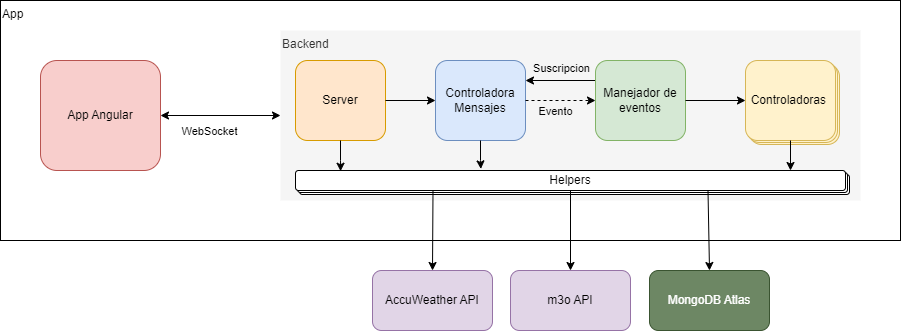 App
Backend
App Angular
WebSocket
Server
Controladora
Mensajes
Suscripcion
Evento
Manejador de
eventos
Controladoras
Helpers
AccuWeather API
m3o API
MongoDB Atlas